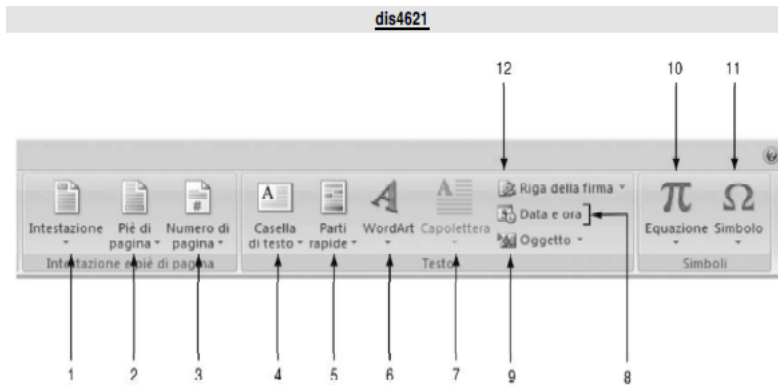 dis4621
12 10 11
Riga della firma
Intestazione Piè di pagina Numero di pagina Casella di testo Parti rapide WordArt Capolettera Data e ora Equazione Simbolo
Oggetto
Intestazione e piè di pagina Testo Simboli
1 2 3 4 5 6 7 9 8